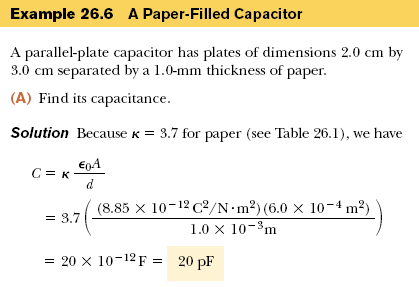 Example 26.6 A Paper-Filled Capacitor
A parallel-plate capacitor has plates of dimensions 2.0 cm by
3.0 cm separated by a 1.0-mm thickness of paper.
(A) Find its capacitance.
Solution Because κ = 3.7 for paper (see Table 26.1), we have
C = κ ϵ₀A / d
= 3.7 ( (8.85 × 10⁻¹² C²/N·m²)(6.0 × 10⁻⁴ m²) / 1.0 × 10⁻³ m )
= 20 × 10⁻¹² F = 20 pF